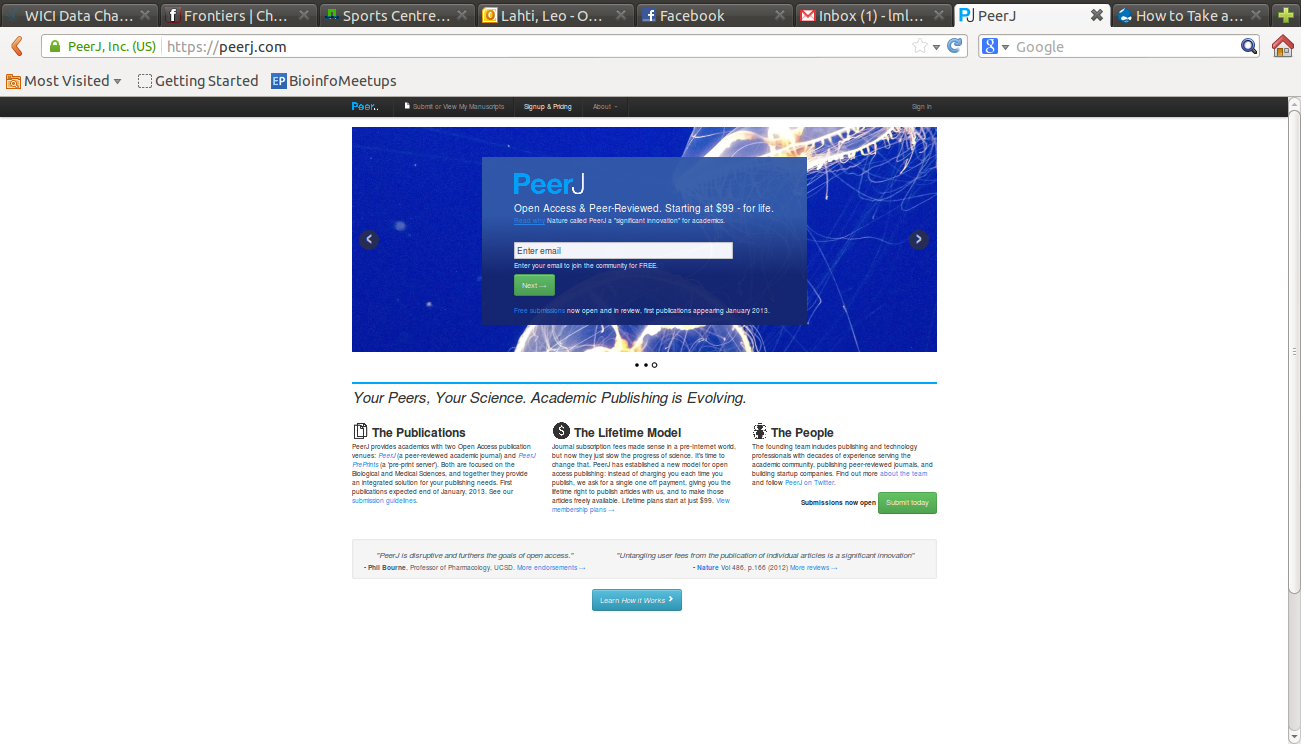 WICI Data Cha...
Frontiers | Ch...
Sports Centre...
Lahti, Leo - O...
Facebook
Inbox (1) - lml...
PeerJ
How to Take a...
PeerJ, Inc. (US)
https://peerj.com
Google
Most Visited
Getting Started
EP BioinfoMeetups
Submit or View My Manuscripts
Signup & Pricing
About
Sign In
PeerJ
Open Access & Peer-Reviewed. Starting at $99 - for life.
Read why Nature called PeerJ a "significant innovation" for academics.
Enter email
Enter your email to join the community for FREE.
Next →
Free submissions now open and in review, first publications appearing January 2013.
Your Peers, Your Science. Academic Publishing is Evolving.
The Publications
PeerJ provides academics with two Open Access publication
venues: PeerJ (a peer-reviewed academic journal) and PeerJ
PrePrints (a 'pre-print server'). Both are focused on the
Biological and Medical Sciences, and together they provide
an integrated solution for your publishing needs. First
publications expected end of January, 2013. See our
submission guidelines.
$ The Lifetime Model
Journal subscription fees made sense in a pre-Internet world,
but now they just slow the progress of science. It's time to
change that. PeerJ has established a new model for open
access publishing: instead of charging you each time you
publish, we ask for a single one off payment, giving you the
lifetime right to publish articles with us, and to make those
articles freely available. Lifetime plans start at just $99. View
membership plans →
The People
The founding team includes publishing and technology
professionals with decades of experience serving the
academic community, publishing peer-reviewed journals, and
building startup companies. Find out more about the team
and follow PeerJ on Twitter.
Submissions now open Submit today
"PeerJ is disruptive and furthers the goals of open access."
- Phil Bourne, Professor of Pharmacology, UCSD. More endorsements →
"Untangling user fees from the publication of individual articles is a significant innovation"
- Nature Vol 486, p.166 (2012) More reviews →
Learn How it Works